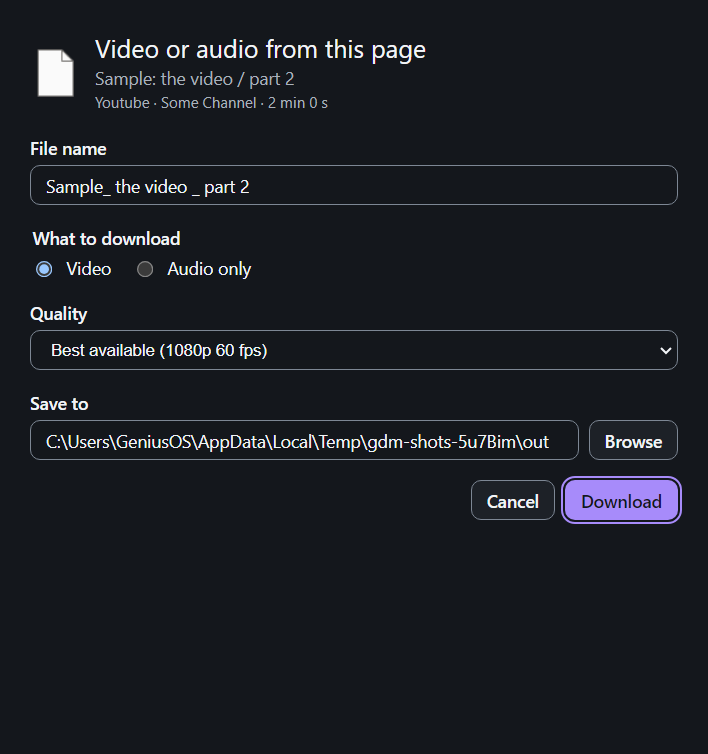 Video or audio from this page
Sample: the video / part 2
Youtube · Some Channel · 2 min 0 s
File name
Sample_ the video _ part 2
What to download
Video Audio only
Quality
Best available (1080p 60 fps)
Save to
C:\Users\GeniusOS\AppData\Local\Temp\gdm-shots-5u7Bim\out Browse
Cancel Download